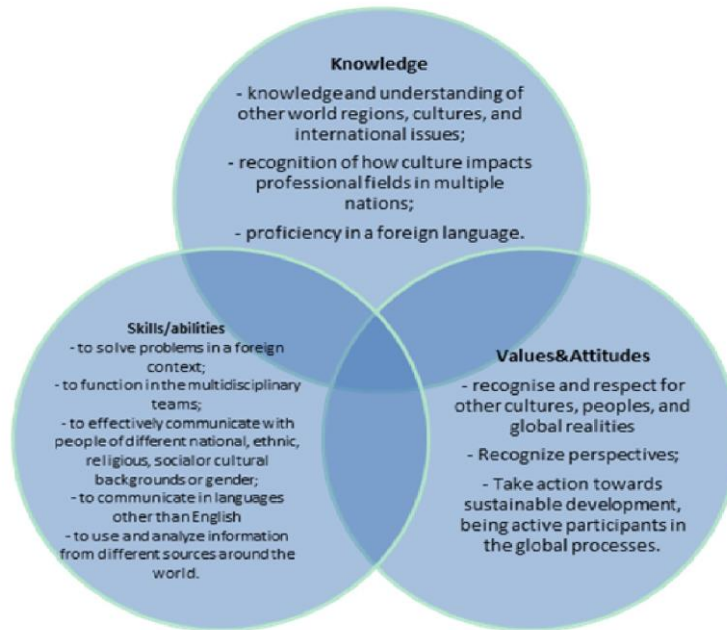 Knowledge
- knowledge and understanding of
other world regions, cultures, and
international issues;
- recognition of how culture impacts
professional fields in multiple
nations;
- proficiency in a foreign language.
Skills/abilities
- to solve problems in a foreign
context;
- to function in the multidisciplinary
teams;
- to effectively communicate with
people of different national, ethnic,
religious, social or cultural
backgrounds or gender;
- to communicate in languages
other than English
- to use and analyze information
from different sources around the
world.
Values&Attitudes
- recognise and respect for
other cultures, peoples, and
global realities
- Recognize perspectives;
- Take action towards
sustainable development,
being active participants in
the global processes.